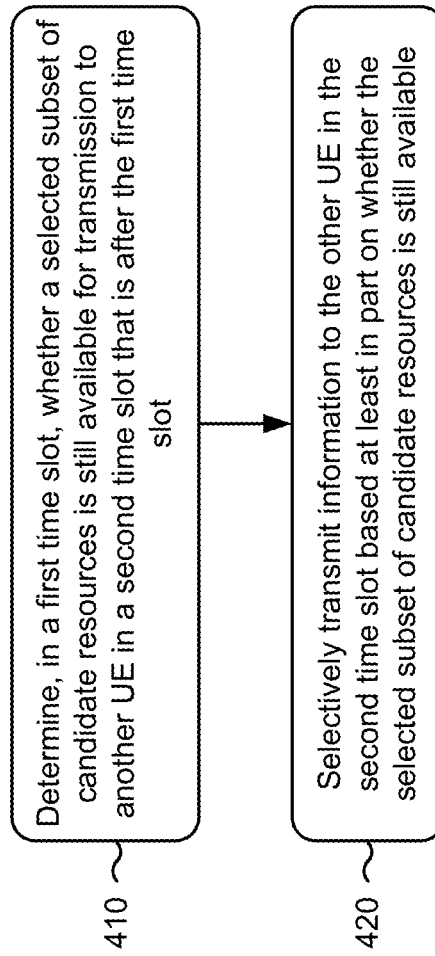 410
Determine, in a first time slot, whether a selected subset of
candidate resources is still available for transmission to
another UE in a second time slot that is after the first time
slot
420
Selectively transmit information to the other UE in the
second time slot based at least in part on whether the
selected subset of candidate resources is still available